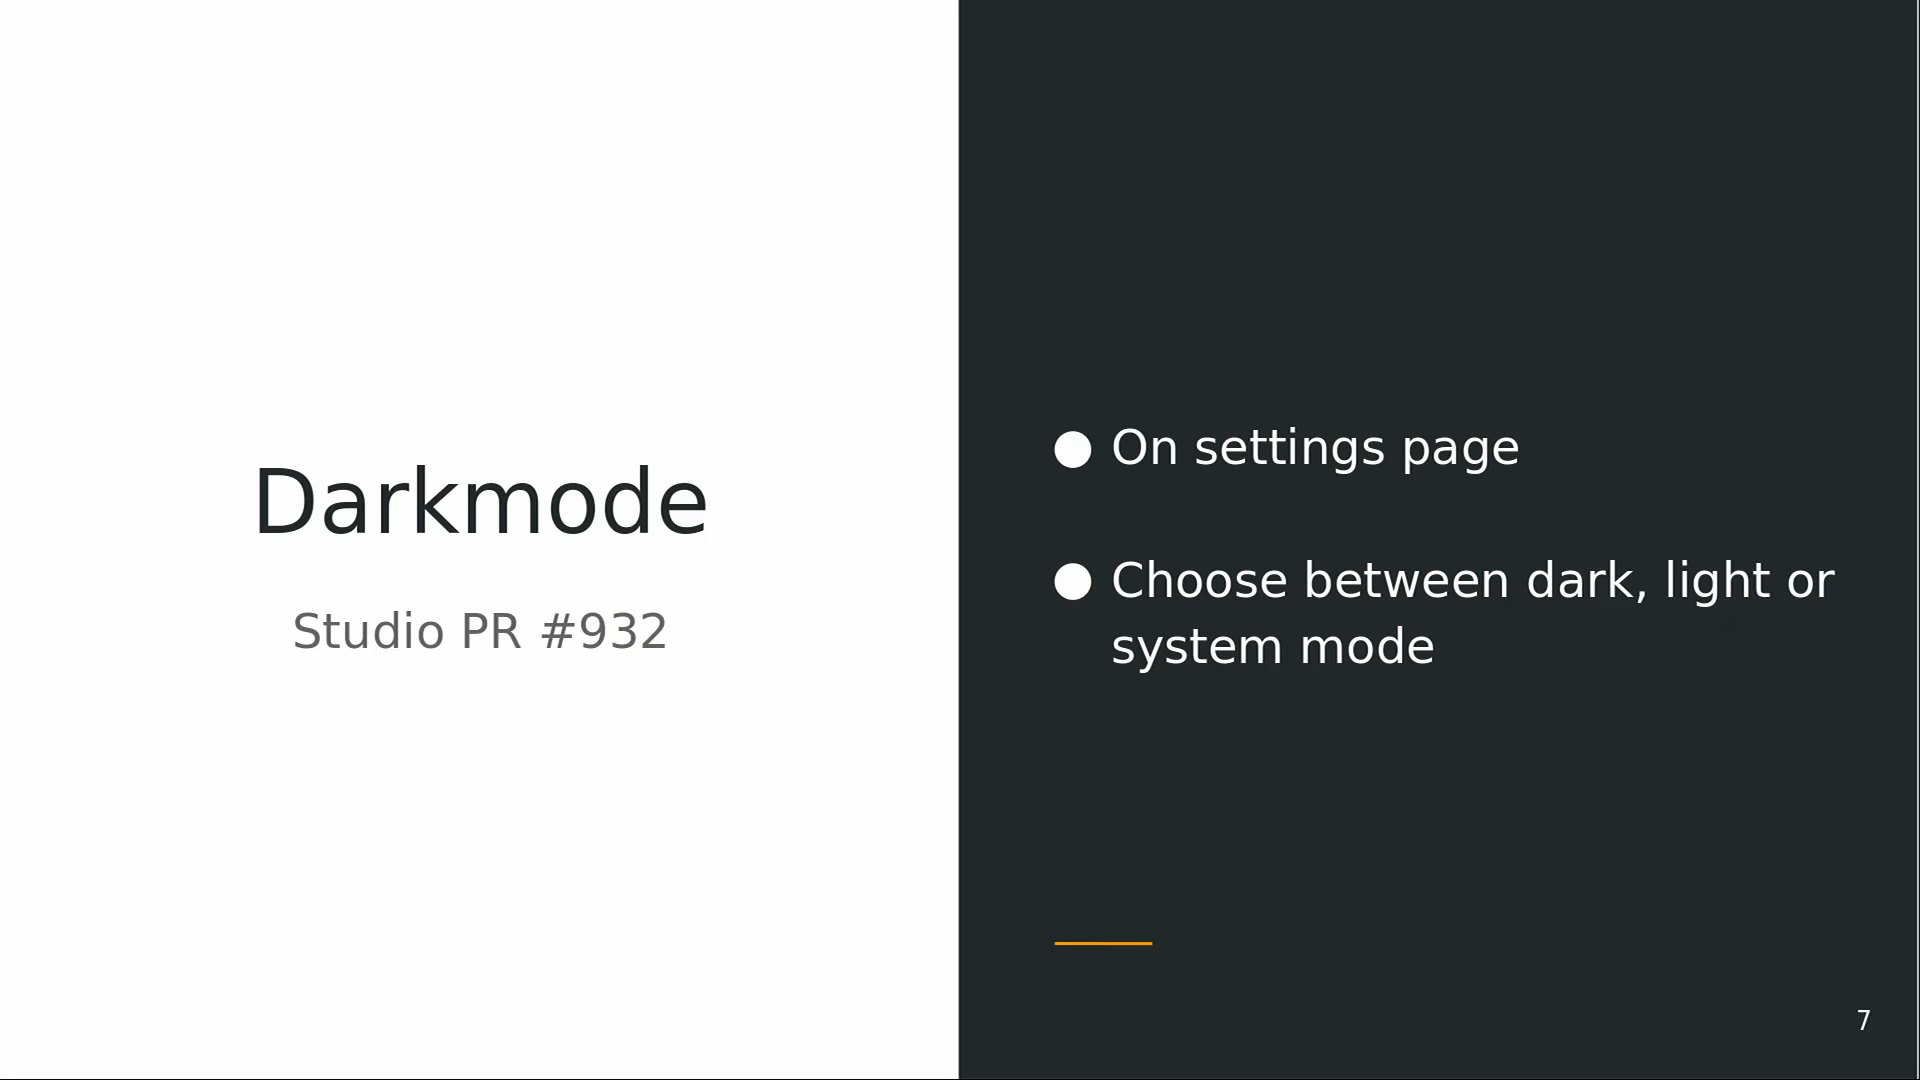 Darkmode
Studio PR #932
● On settings page
● Choose between dark, light or
system mode
7